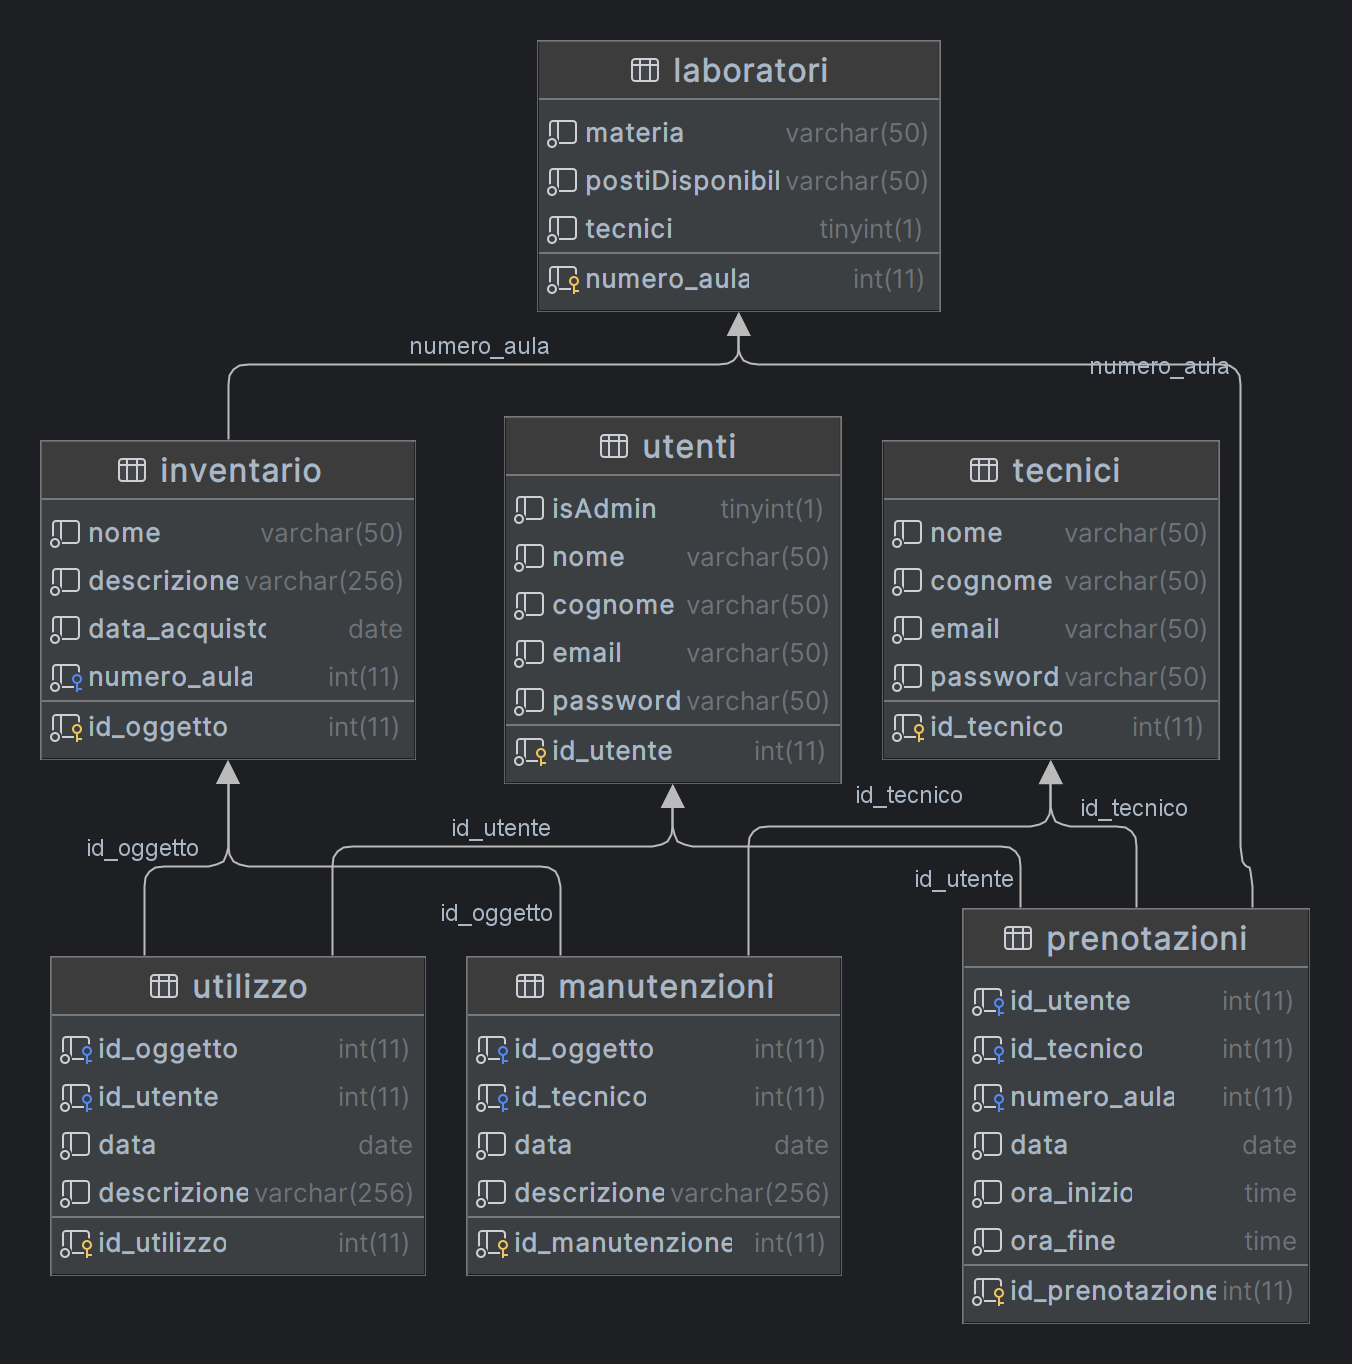 laboratori
materia varchar(50)
postiDisponibil varchar(50)
tecnici tinyint(1)
numero_aula int(11)
numero_aula
numero_aula
inventario
nome varchar(50)
descrizione varchar(256)
data_acquisto date
numero_aula int(11)
id_oggetto int(11)
utenti
isAdmin tinyint(1)
nome varchar(50)
cognome varchar(50)
email varchar(50)
password varchar(50)
id_utente int(11)
tecnici
nome varchar(50)
cognome varchar(50)
email varchar(50)
password varchar(50)
id_tecnico int(11)
id_oggetto
id_utente
id_tecnico
id_tecnico
id_oggetto
id_utente
utilizzo
id_oggetto int(11)
id_utente int(11)
data date
descrizione varchar(256)
id_utilizzo int(11)
manutenzioni
id_oggetto int(11)
id_tecnico int(11)
data date
descrizione varchar(256)
id_manutenzione int(11)
prenotazioni
id_utente int(11)
id_tecnico int(11)
numero_aula int(11)
data date
ora_inizio time
ora_fine time
id_prenotazione int(11)